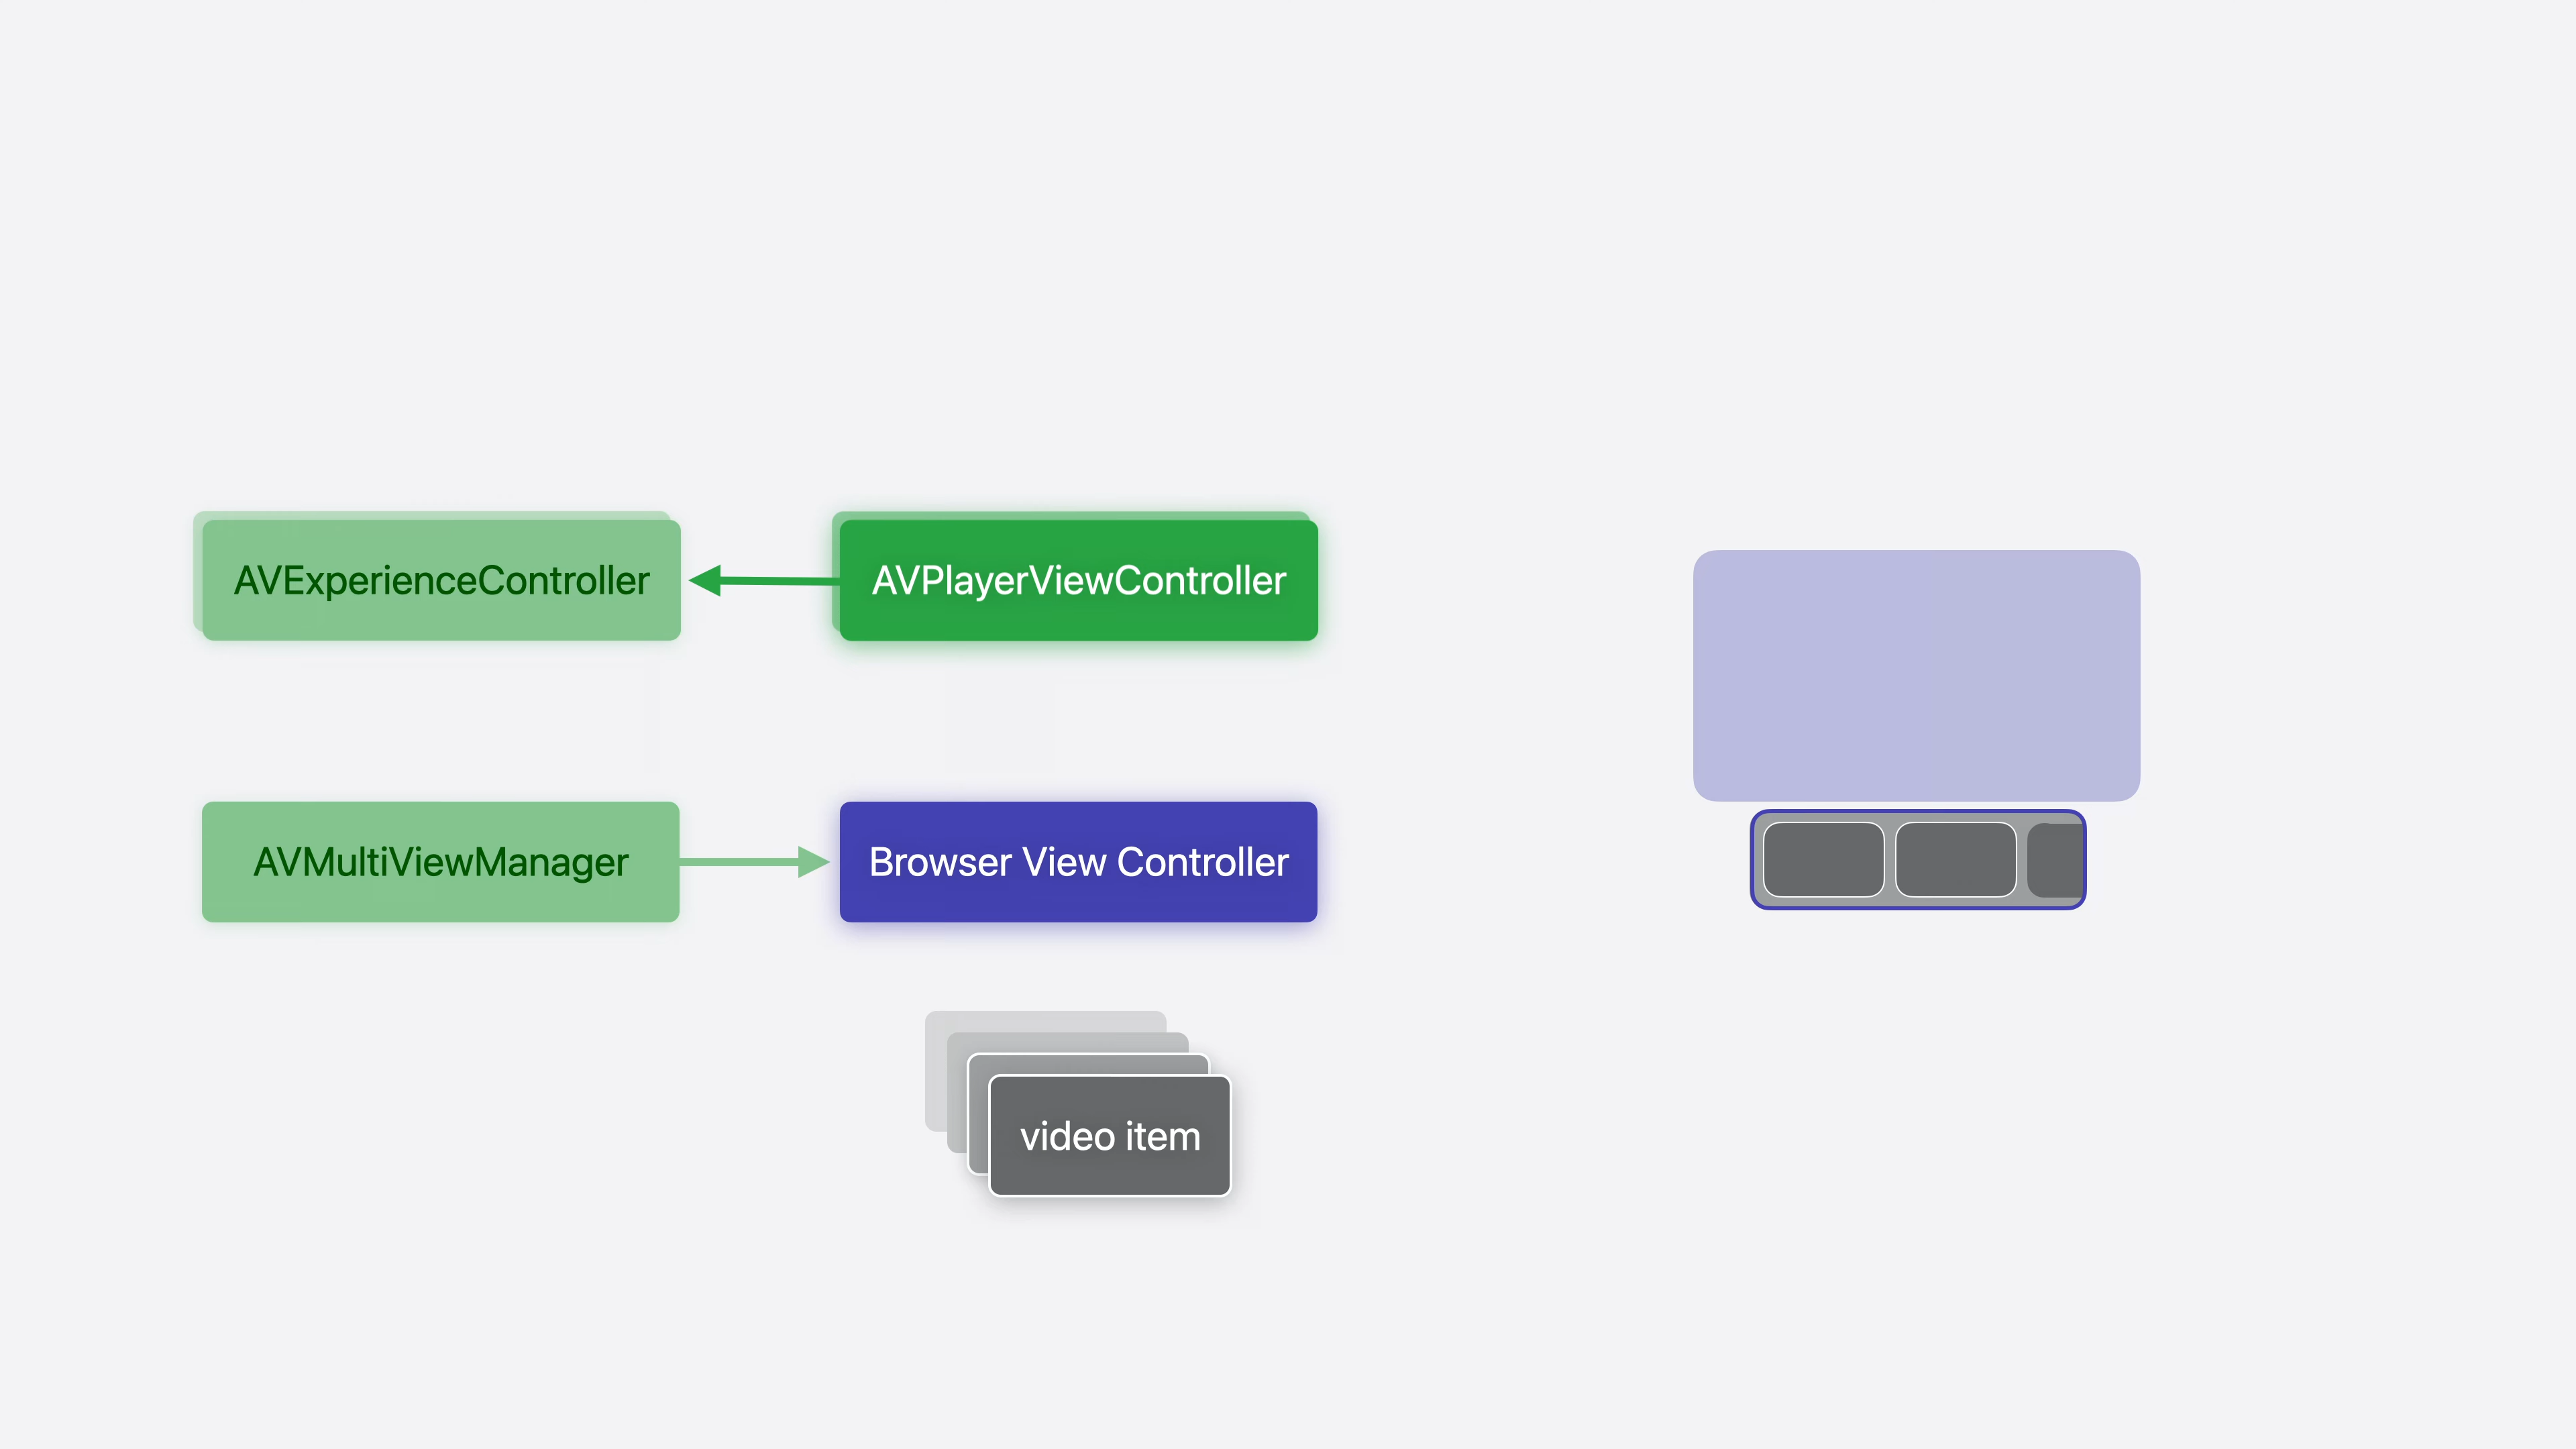 AVExperienceController
AVPlayerViewController
AVMultiViewManager
Browser View Controller
video item